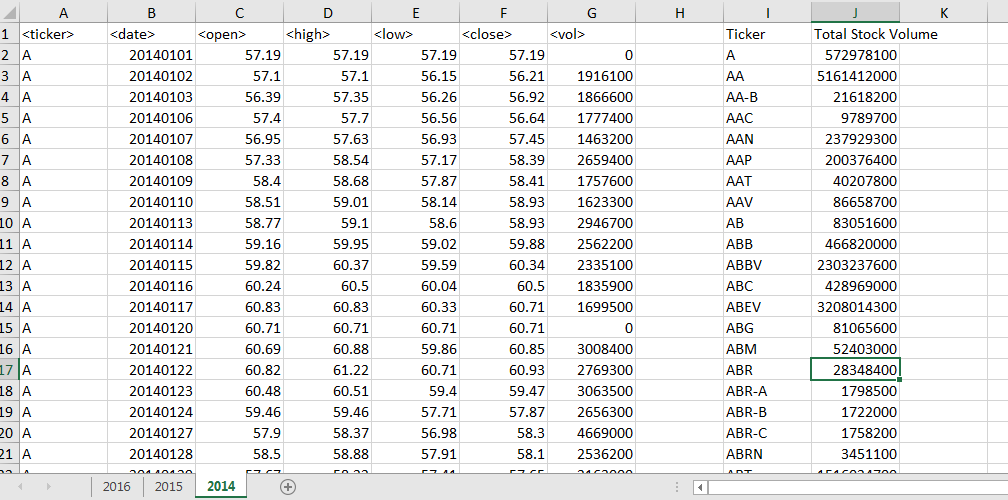 A B C D E F G H I J K
1 <ticker> <date> <open> <high> <low> <close> <vol> Ticker Total Stock Volume
2 A 20140101 57.19 57.19 57.19 57.19 0 A 572978100
3 A 20140102 57.1 57.1 56.15 56.21 1916100 AA 5161412000
4 A 20140103 56.39 57.35 56.26 56.92 1866600 AA-B 21618200
5 A 20140106 57.4 57.7 56.56 56.64 1777400 AAC 9789700
6 A 20140107 56.95 57.63 56.93 57.45 1463200 AAN 237929300
7 A 20140108 57.33 58.54 57.17 58.39 2659400 AAP 200376400
8 A 20140109 58.4 58.68 57.87 58.41 1757600 AAT 40207800
9 A 20140110 58.51 59.01 58.14 58.93 1623300 AAV 86658700
10 A 20140113 58.77 59.1 58.6 58.93 2946700 AB 83051600
11 A 20140114 59.16 59.95 59.02 59.88 2562200 ABB 466820000
12 A 20140115 59.82 60.37 59.59 60.34 2335100 ABBV 2303237600
13 A 20140116 60.24 60.5 60.04 60.5 1835900 ABC 428969000
14 A 20140117 60.83 60.83 60.33 60.71 1699500 ABEV 3208014300
15 A 20140120 60.71 60.71 60.71 60.71 0 ABG 81065600
16 A 20140121 60.69 60.88 59.86 60.85 3008400 ABM 52403000
17 A 20140122 60.82 61.22 60.71 60.93 2769300 ABR 28348400
18 A 20140123 60.48 60.51 59.4 59.47 3063500 ABR-A 1798500
19 A 20140124 59.46 59.46 57.71 57.87 2656300 ABR-B 1722000
20 A 20140127 57.9 58.37 56.98 58.3 4669000 ABR-C 1758200
21 A 20140128 58.5 58.88 57.91 58.1 2536200 ABRN 3451100
2016 2015 2014